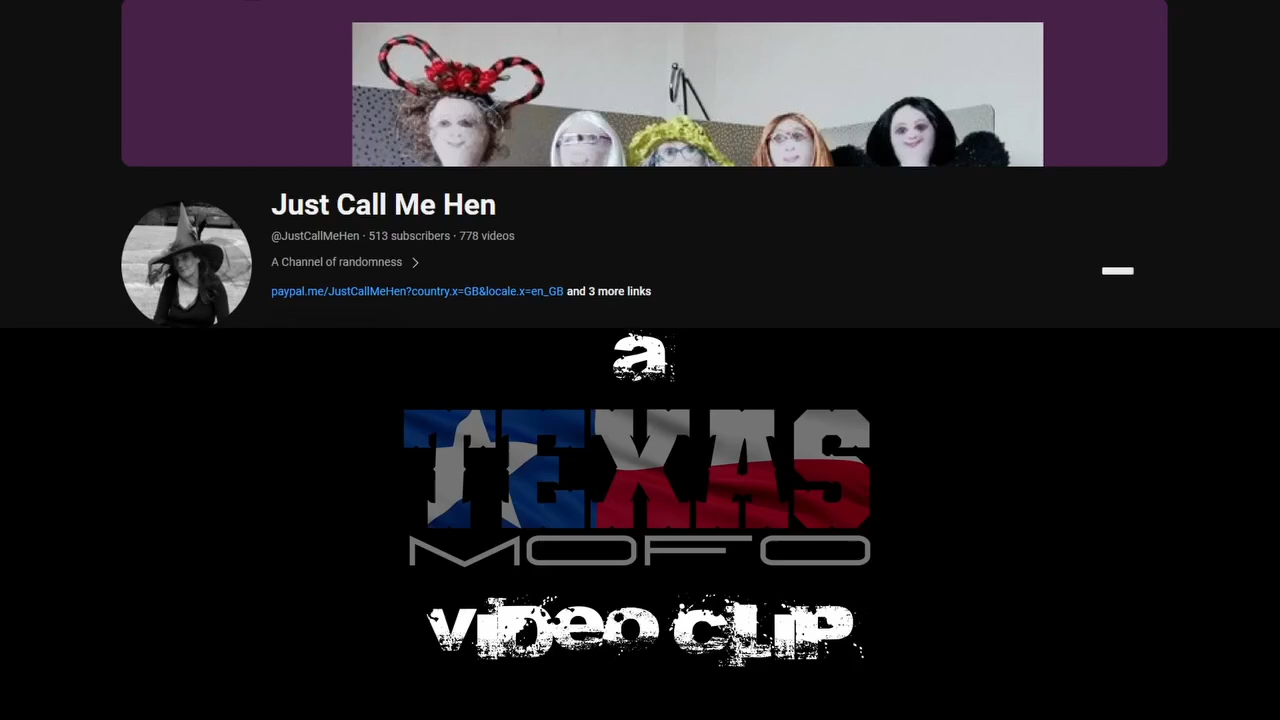 Just Call Me Hen
@JustCallMeHen · 513 subscribers · 778 videos
A Channel of randomness
paypal.me/JustCallMeHen?country.x=GB&locale.x=en_GB and 3 more links
a
TEXAS
MOFO
VIDeo CLIP